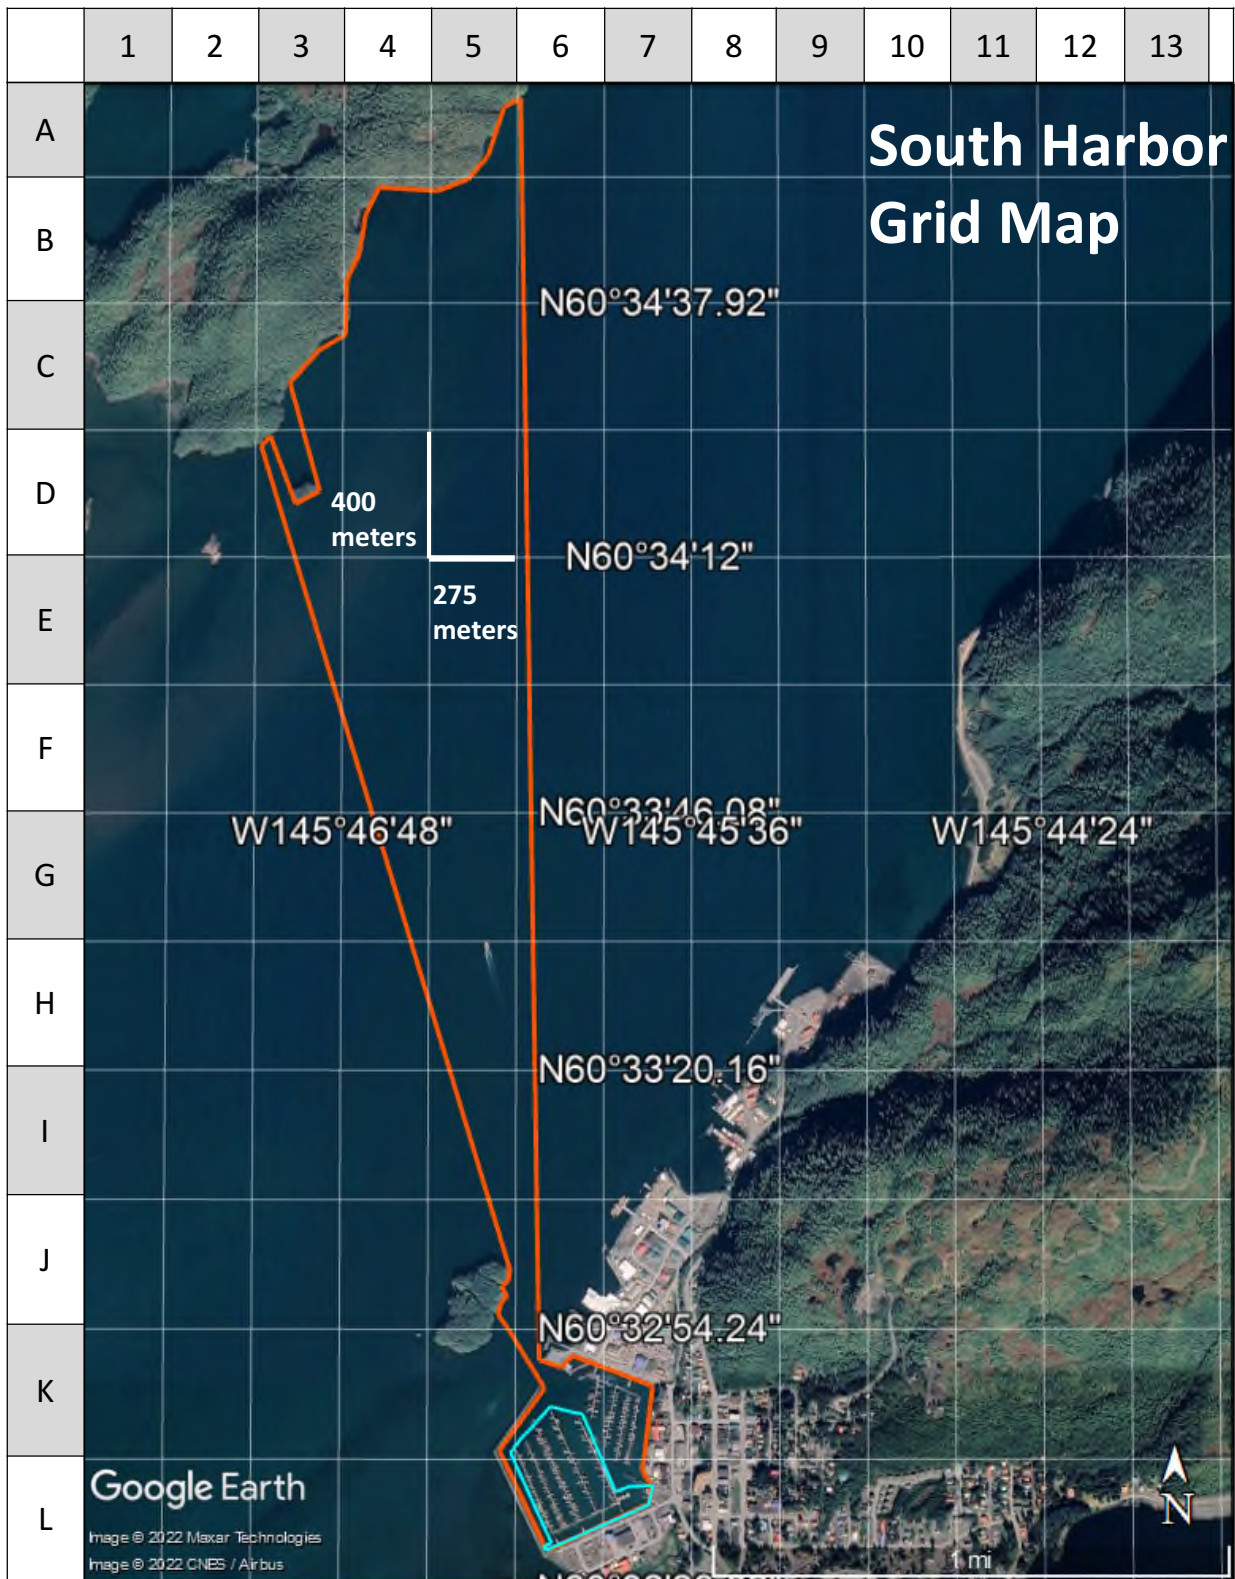 1 2 3 4 5 6 7 8 9 10 11 12 13
A
South Harbor
Grid Map
B
N60°34'37.92"
C
D
400
meters
N60°34'12"
275
meters
E
F
N60°33'46.08"
W145°46'48" W145°45'36" W145°44'24"
G
H
N60°33'20.16"
I
J
N60°32'54.24"
K
L
Google Earth
N
Image © 2022 Maxar Technologies
Image © 2022 CNES / Airbus
1 mi